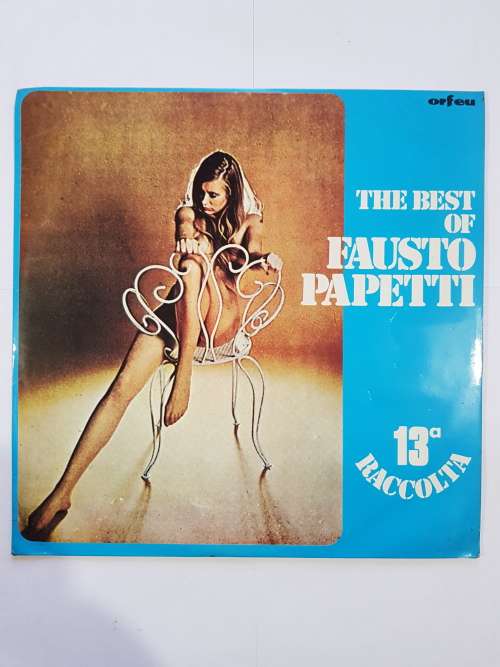 orfeu
THE BEST
OF
FAUSTO
PAPETTI
13ª
RACCOLTA